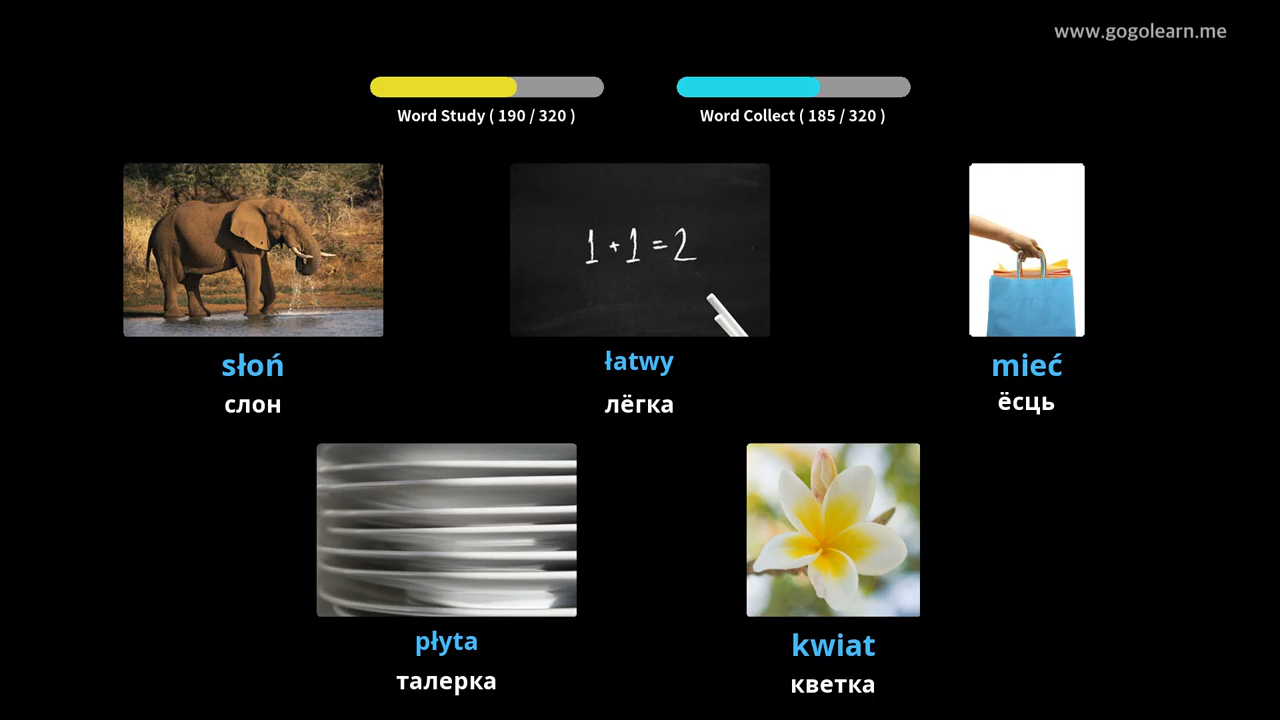 www.gogolearn.me
Word Study ( 190 / 320 )
Word Collect ( 185 / 320 )
1 + 1 = 2
słoń
łatwy
mieć
слон
лёгка
ёсць
płyta
kwiat
талерка
кветка